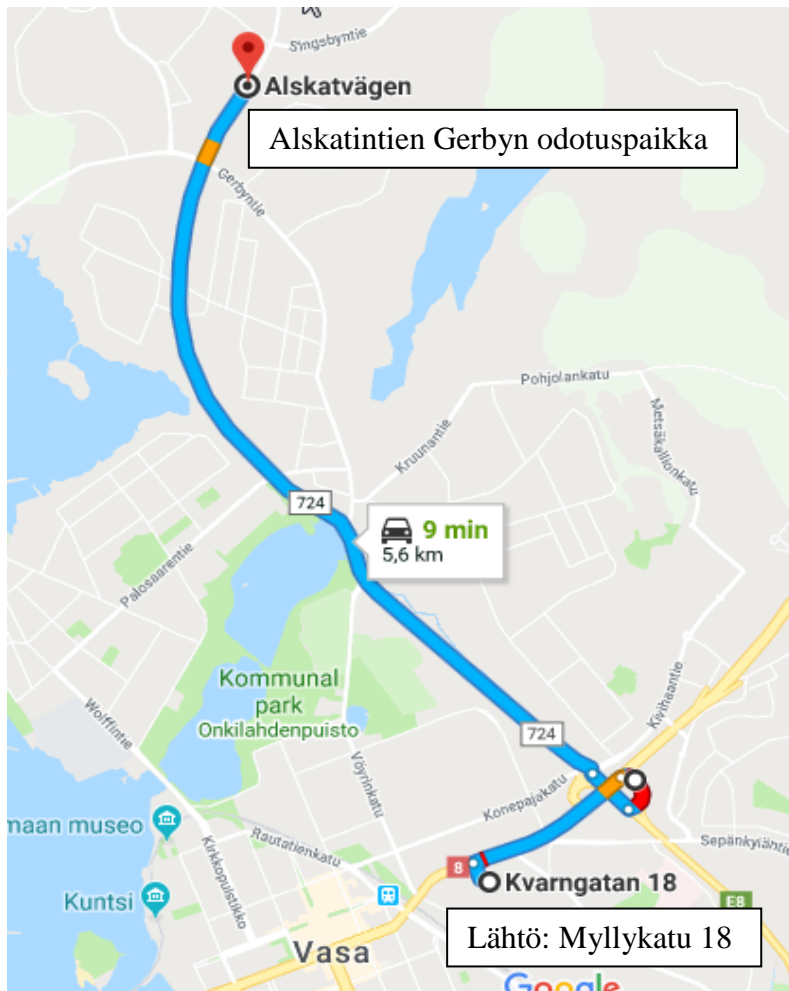 Singsbyntie
Alskatvägen
Alskatintien Gerbyn odotuspaikka
Gerbyntie
Pohjolankatu
Metsäkallionkatu
Kruunantie
724
9 min
5,6 km
Palosaarentie
Kommunal
park
Onkilahdenpuisto
Wolffintie
724
Kivihaantie
Vöyrinkatu
Konepajakatu
maan museo
Rautatienkatu
Kirkkopuistikko
Sepänkyläntie
8
Kvarngatan 18
Kuntsi
E8
Lähtö: Myllykatu 18
Vasa
Google